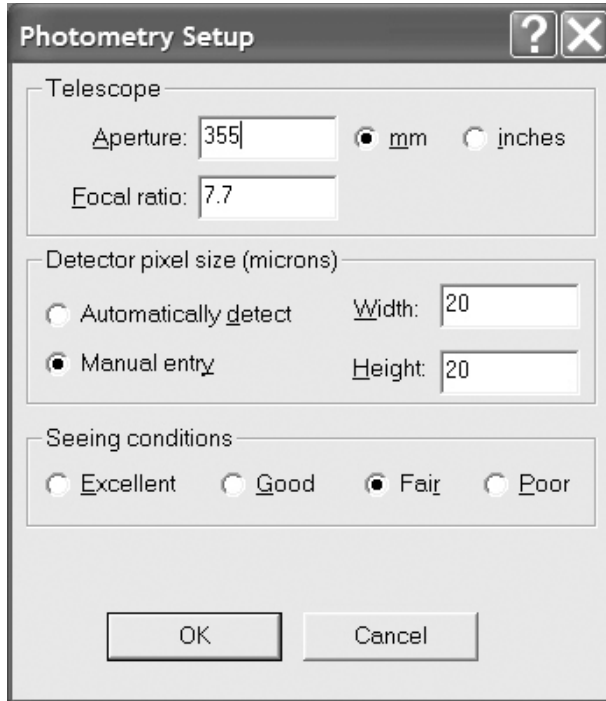 Photometry Setup
Telescope
Aperture: 355 mm inches
Focal ratio: 7.7
Detector pixel size (microns)
Automatically detect Width: 20
Manual entry Height: 20
Seeing conditions
Excellent Good Fair Poor
OK Cancel